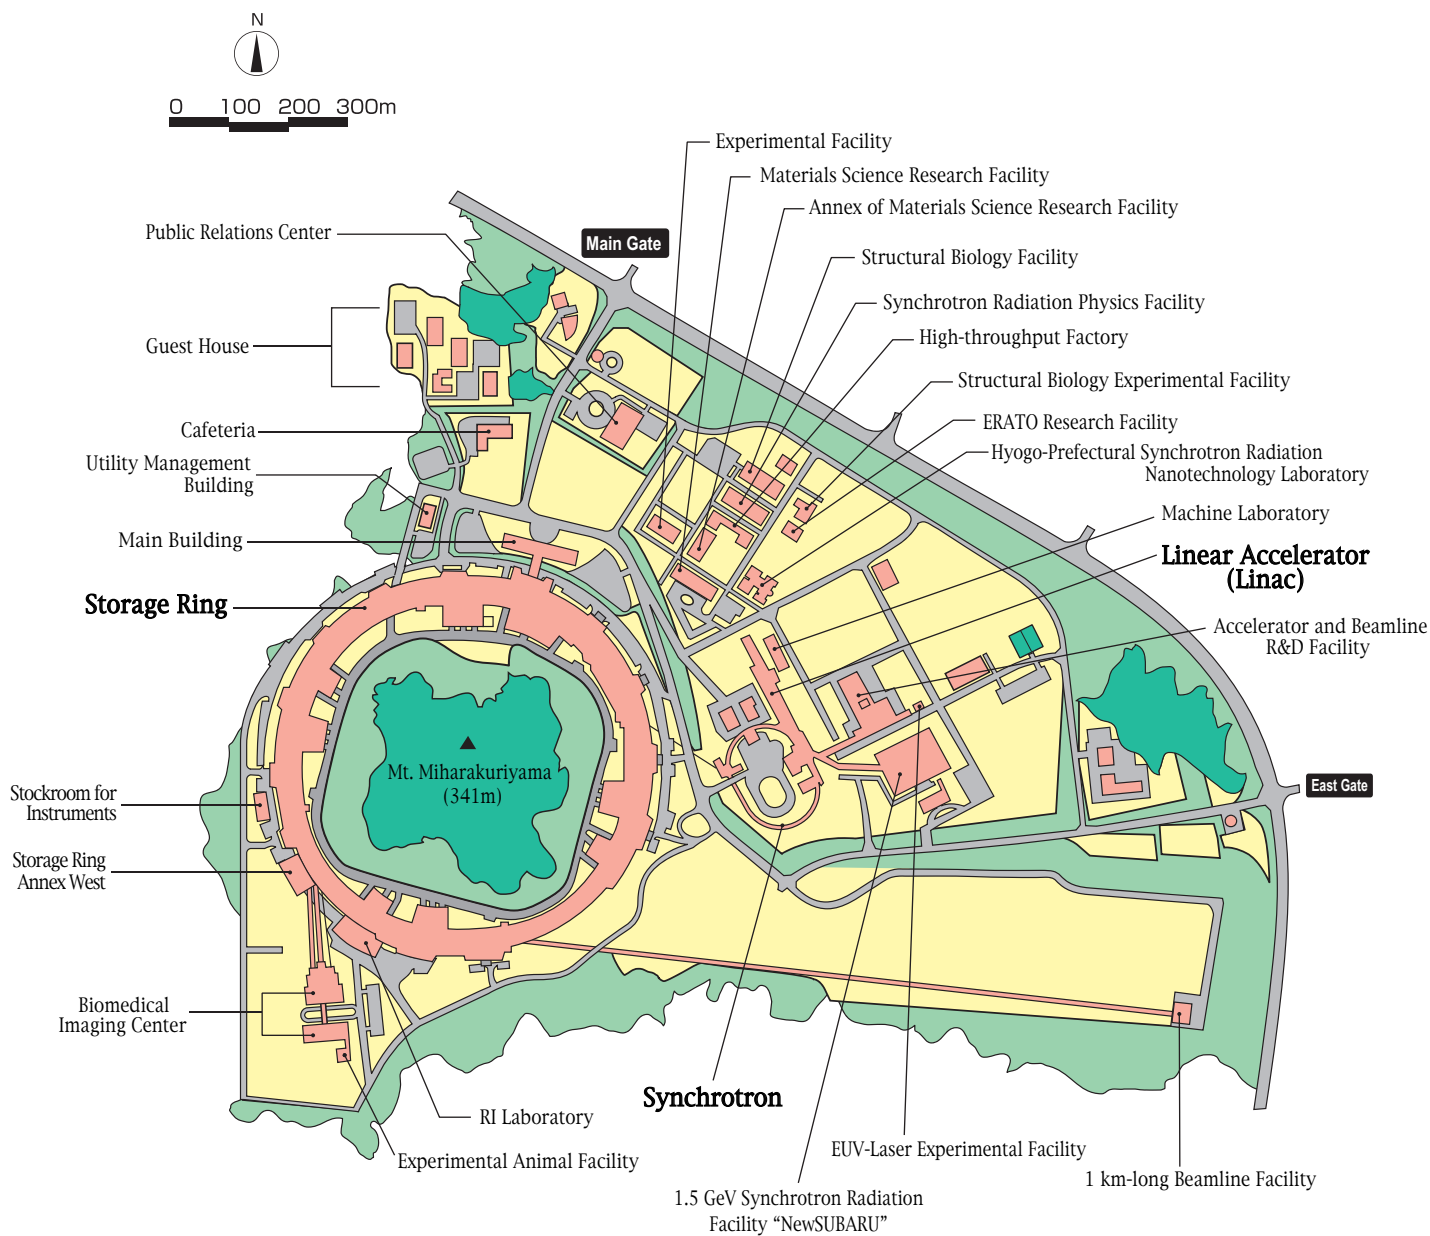 N
0 100 200 300m
Experimental Facility
Materials Science Research Facility
Annex of Materials Science Research Facility
Public Relations Center
Main Gate
Structural Biology Facility
Synchrotron Radiation Physics Facility
High-throughput Factory
Guest House
Structural Biology Experimental Facility
ERATO Research Facility
Cafeteria
Hyogo-Prefectural Synchrotron Radiation
Nanotechnology Laboratory
Utility Management
Building
Machine Laboratory
Main Building
Linear Accelerator
(Linac)
Storage Ring
Accelerator and Beamline
R&D Facility
Mt. Miharakuriyama
(341m)
East Gate
Stockroom for
Instruments
Storage Ring
Annex West
Biomedical
Imaging Center
Synchrotron
RI Laboratory
Experimental Animal Facility
EUV-Laser Experimental Facility
1 km-long Beamline Facility
1.5 GeV Synchrotron Radiation
Facility “NewSUBARU”